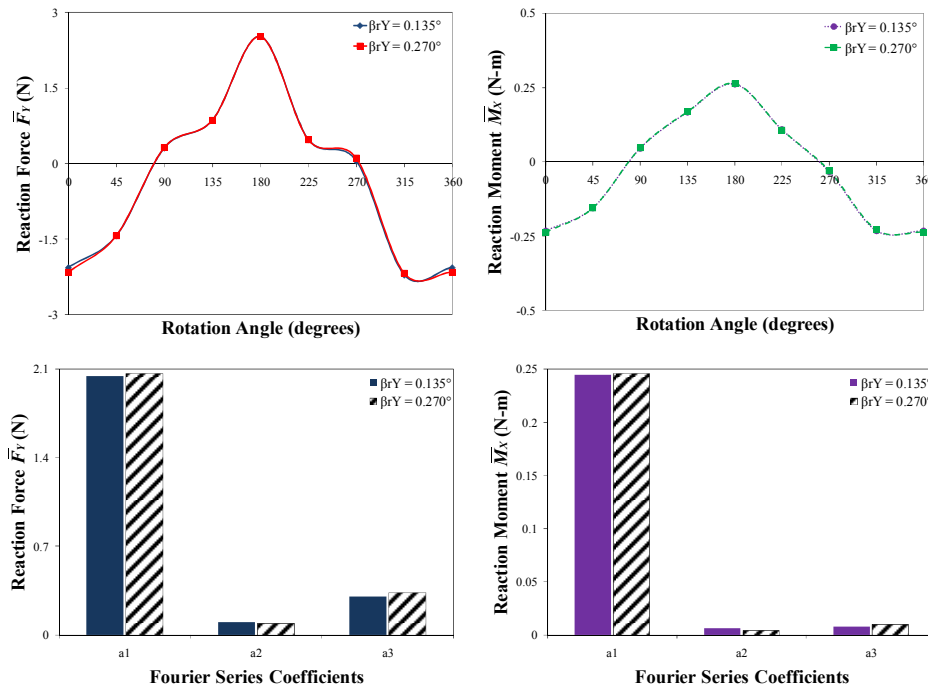 3
1.5
0
-1.5
-3
0 45 90 135 180 225 270 315 360
Reaction Force F̅Y (N)
Rotation Angle (degrees)
βrY = 0.135°
βrY = 0.270°
0.5
0.25
0
-0.25
-0.5
0 45 90 135 180 225 270 315 360
Reaction Moment M̅X (N-m)
Rotation Angle (degrees)
βrY = 0.135°
βrY = 0.270°
2.1
1.4
0.7
0
a1 a2 a3
Reaction Force F̅Y (N)
Fourier Series Coefficients
βrY = 0.135°
βrY = 0.270°
0.25
0.2
0.15
0.1
0.05
0
a1 a2 a3
Reaction Moment M̅X (N-m)
Fourier Series Coefficients
βrY = 0.135°
βrY = 0.270°